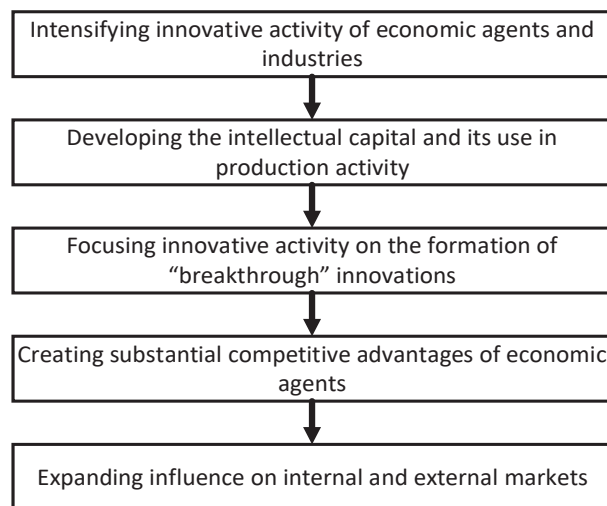 Intensifying innovative activity of economic agents and
industries
Developing the intellectual capital and its use in
production activity
Focusing innovative activity on the formation of
“breakthrough” innovations
Creating substantial competitive advantages of economic
agents
Expanding influence on internal and external markets